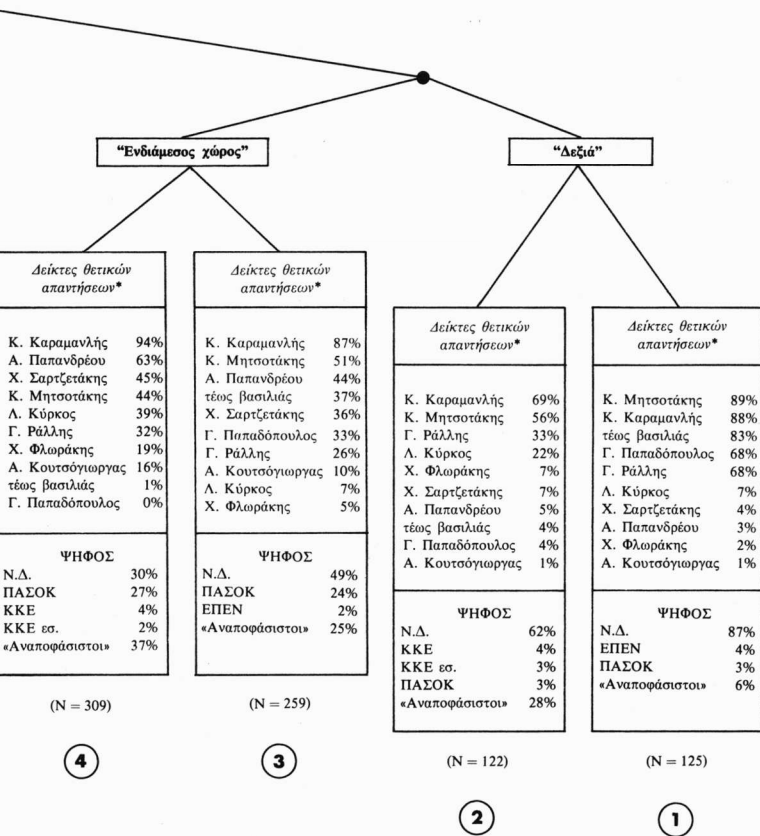 “Ενδιάμεσος χώρος”
“Δεξιά”
Δείκτες θετικών
απαντήσεων*
Κ. Καραμανλής 94%
Α. Παπανδρέου 63%
Χ. Σαρτζετάκης 45%
Κ. Μητσοτάκης 44%
Λ. Κύρκος 39%
Γ. Ράλλης 32%
Χ. Φλωράκης 19%
Α. Κουτσόγιωργας 16%
τέως βασιλιάς 1%
Γ. Παπαδόπουλος 0%
ΨΗΦΟΣ
Ν.Δ. 30%
ΠΑΣΟΚ 27%
ΚΚΕ 4%
ΚΚΕ εσ. 2%
«Αναποφάσιστοι» 37%
(Ν = 309)
4
Δείκτες θετικών
απαντήσεων*
Κ. Καραμανλής 87%
Κ. Μητσοτάκης 51%
Α. Παπανδρέου 44%
τέως βασιλιάς 37%
Χ. Σαρτζετάκης 36%
Γ. Παπαδόπουλος 33%
Γ. Ράλλης 26%
Α. Κουτσόγιωργας 10%
Λ. Κύρκος 7%
Χ. Φλωράκης 5%
ΨΗΦΟΣ
Ν.Δ. 49%
ΠΑΣΟΚ 24%
ΕΠΕΝ 2%
«Αναποφάσιστοι» 25%
(Ν = 259)
3
Δείκτες θετικών
απαντήσεων*
Κ. Καραμανλής 69%
Κ. Μητσοτάκης 56%
Γ. Ράλλης 33%
Λ. Κύρκος 22%
Χ. Φλωράκης 7%
Χ. Σαρτζετάκης 7%
Α. Παπανδρέου 5%
τέως βασιλιάς 4%
Γ. Παπαδόπουλος 4%
Α. Κουτσόγιωργας 1%
ΨΗΦΟΣ
Ν.Δ. 62%
ΚΚΕ 4%
ΚΚΕ εσ. 3%
ΠΑΣΟΚ 3%
«Αναποφάσιστοι» 28%
(Ν = 122)
2
Δείκτες θετικών
απαντήσεων*
Κ. Μητσοτάκης 89%
Κ. Καραμανλής 88%
τέως βασιλιάς 83%
Γ. Παπαδόπουλος 68%
Γ. Ράλλης 68%
Λ. Κύρκος 7%
Χ. Σαρτζετάκης 4%
Α. Παπανδρέου 3%
Χ. Φλωράκης 2%
Α. Κουτσόγιωργας 1%
ΨΗΦΟΣ
Ν.Δ. 87%
ΕΠΕΝ 4%
ΠΑΣΟΚ 3%
«Αναποφάσιστοι» 6%
(Ν = 125)
1